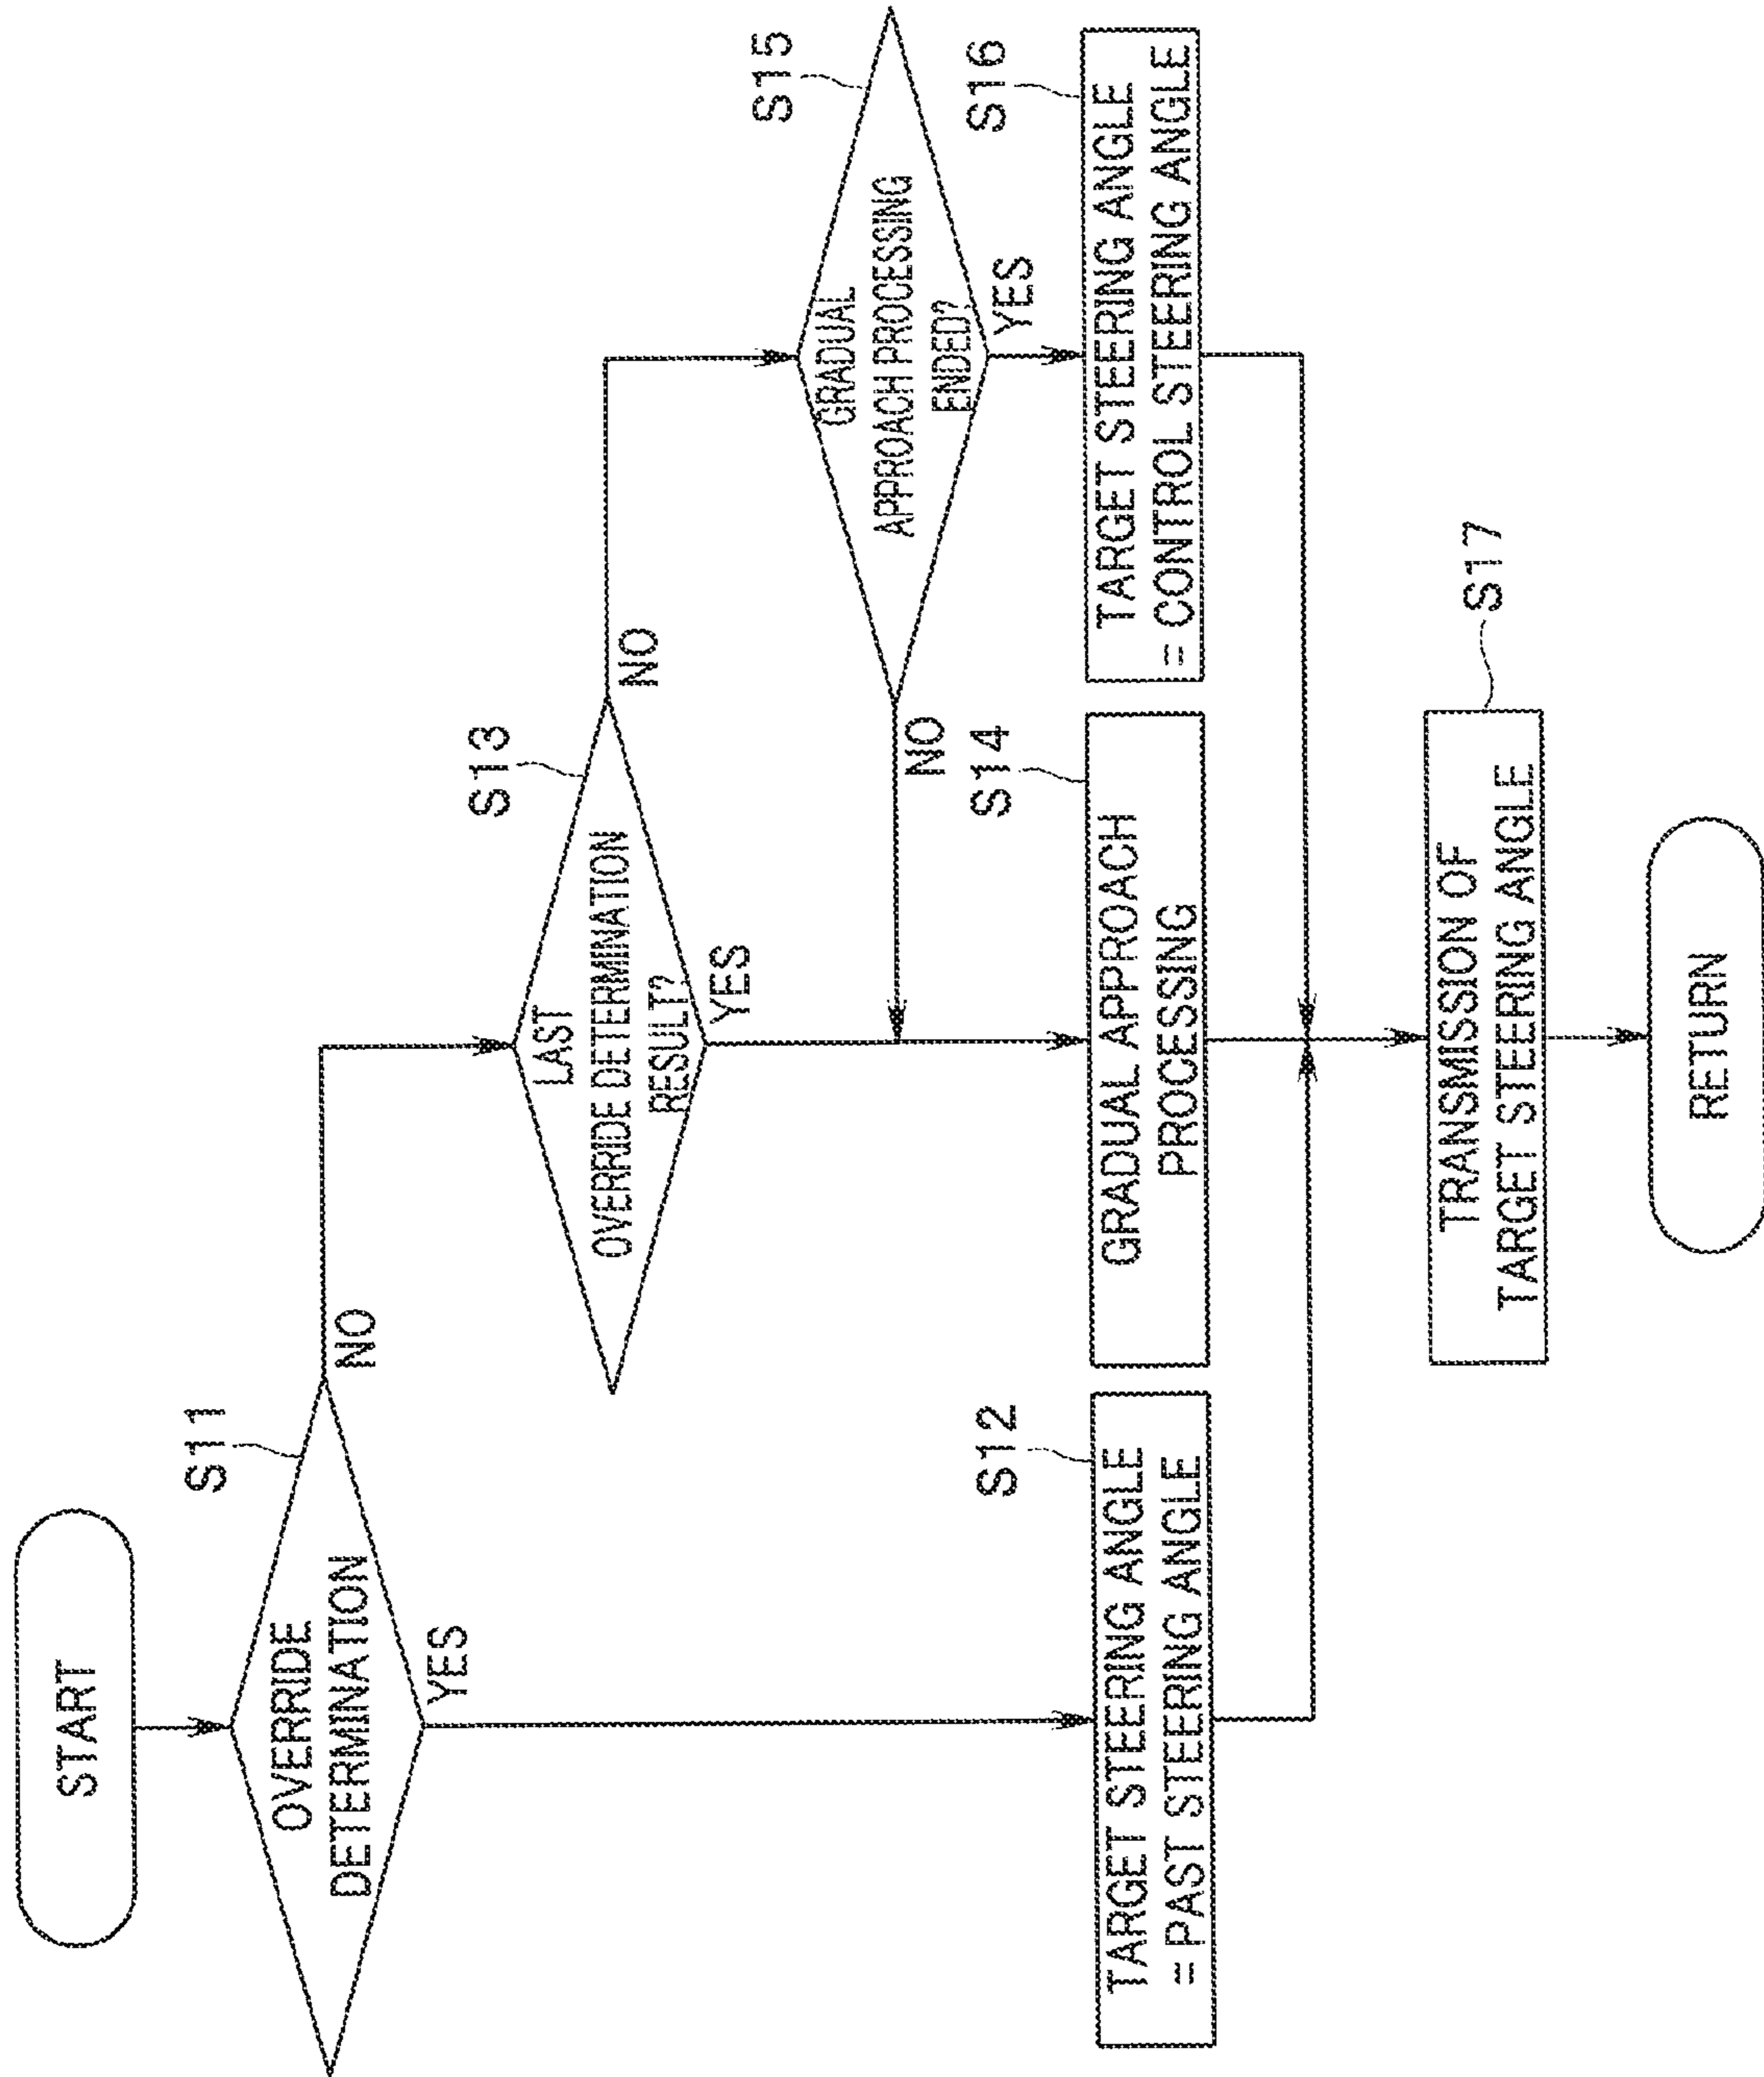 START
S11
OVERRIDE
DETERMINATION
NO
YES
S13
LAST
OVERRIDE DETERMINATION
RESULT?
NO
YES
S15
GRADUAL
APPROACH PROCESSING
ENDED?
NO
YES
S12
TARGET STEERING ANGLE
= PAST STEERING ANGLE
S14
GRADUAL APPROACH
PROCESSING
S16
TARGET STEERING ANGLE
= CONTROL STEERING ANGLE
S17
TRANSMISSION OF
TARGET STEERING ANGLE
RETURN